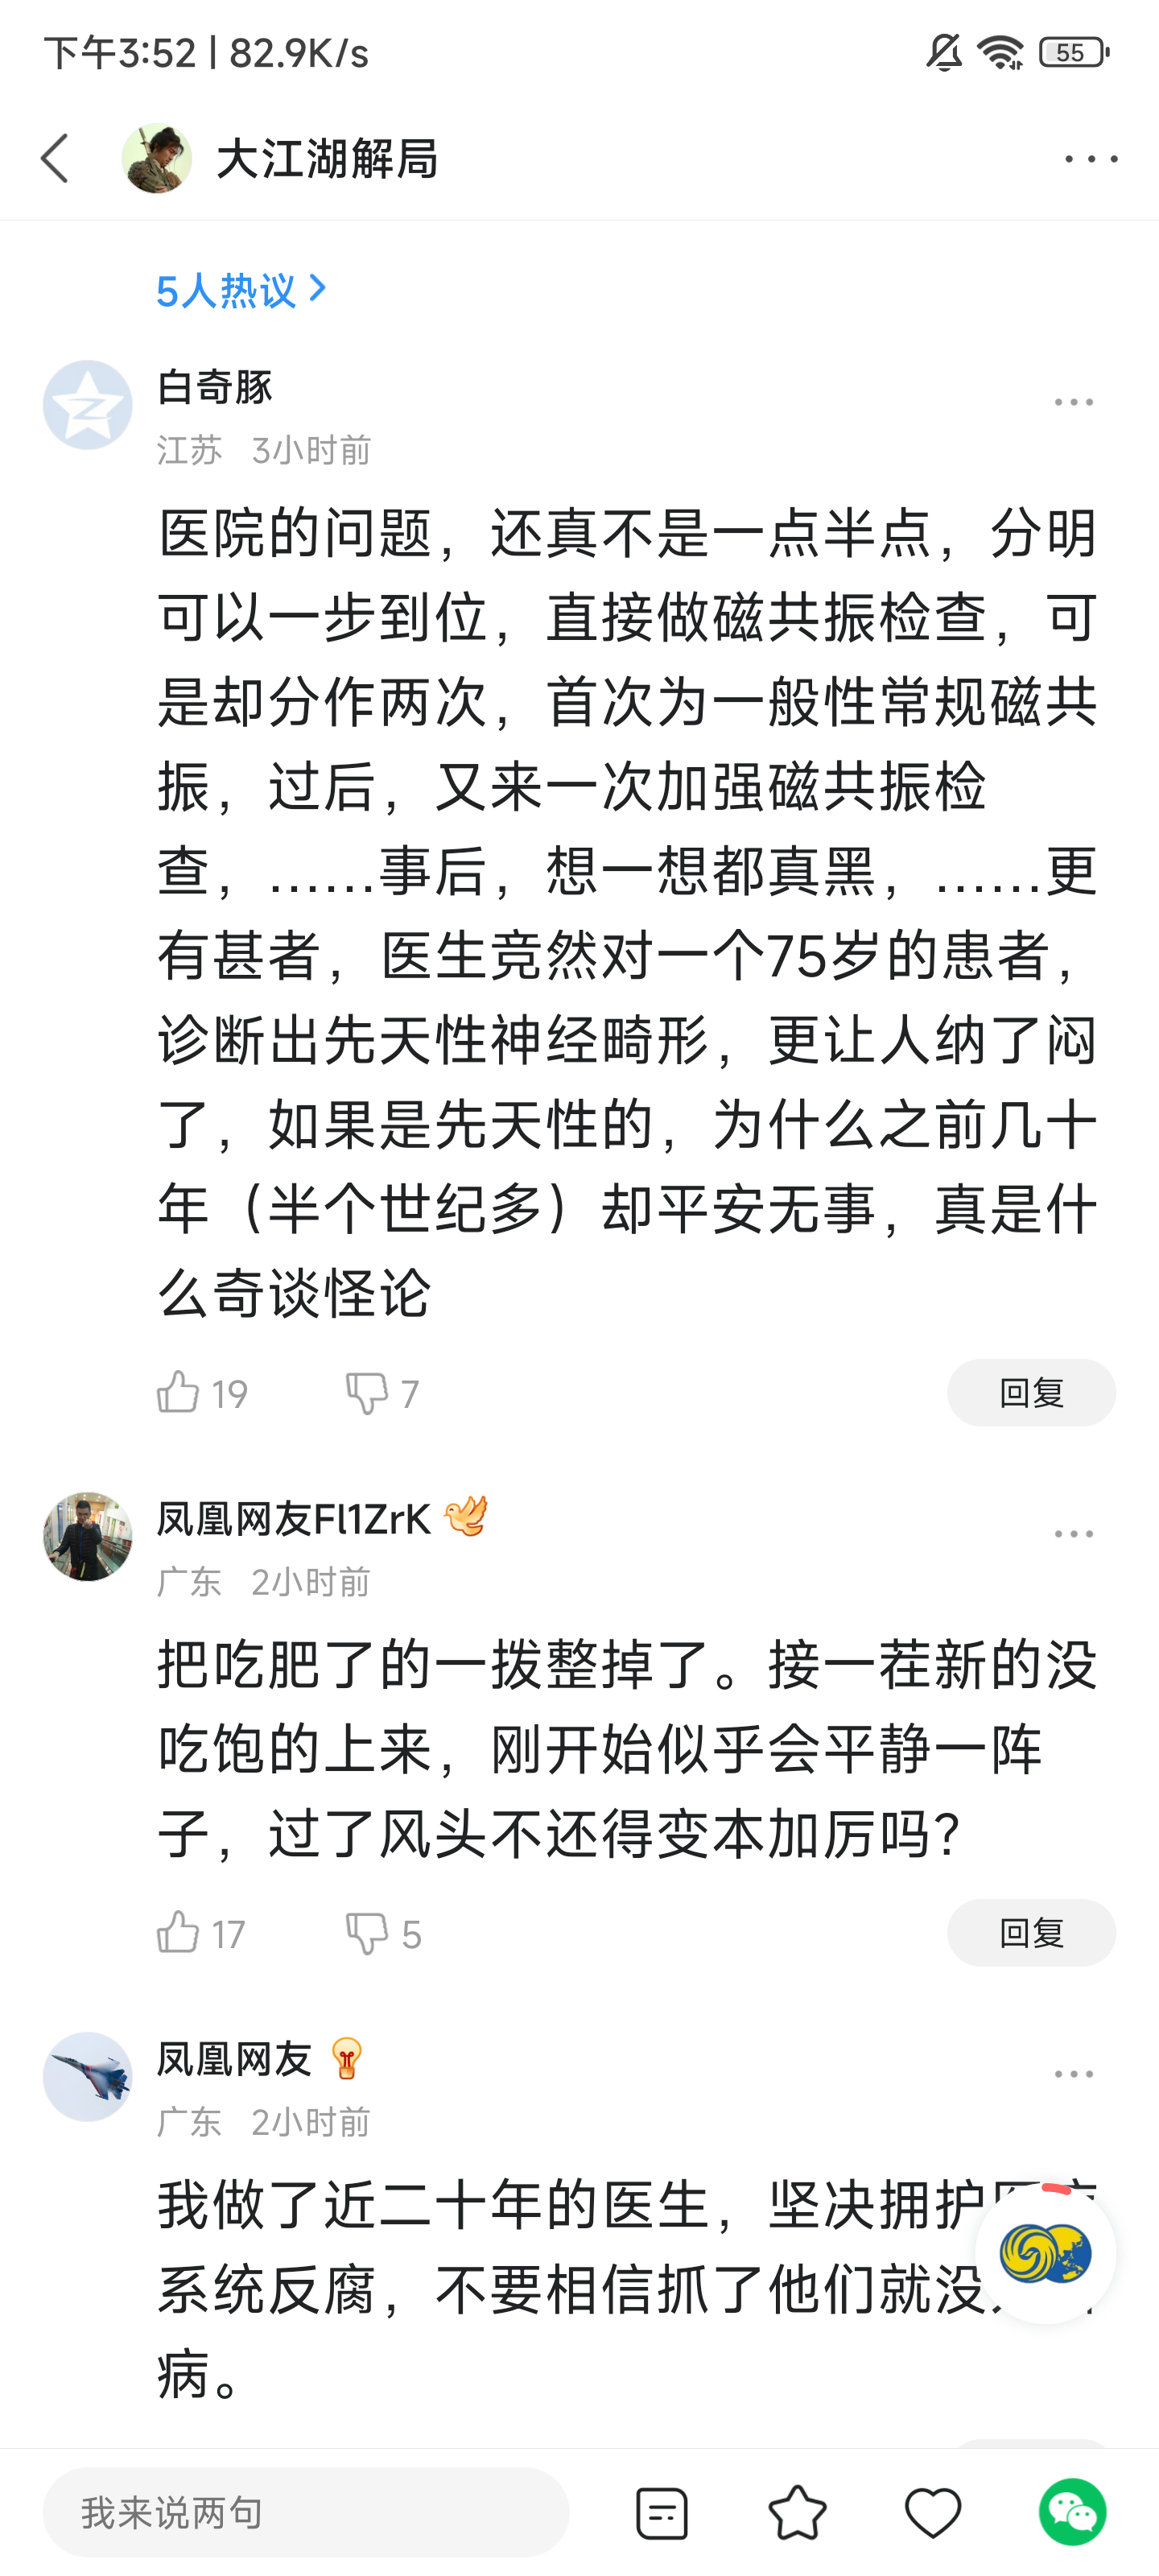 下午3:52 | 82.9K/s
55
大江湖解局
5人热议
白奇豚
江苏 3小时前
医院的问题，还真不是一点半点，分明
可以一步到位，直接做磁共振检查，可
是却分作两次，首次为一般性常规磁共
振，过后，又来一次加强磁共振检
查，……事后，想一想都真黑，……更
有甚者，医生竞然对一个75岁的患者，
诊断出先天性神经畸形，更让人纳了闷
了，如果是先天性的，为什么之前几十
年（半个世纪多）却平安无事，真是什
么奇谈怪论
19 7 回复
凤凰网友Fl1ZrK
广东 2小时前
把吃肥了的一拨整掉了。接一茬新的没
吃饱的上来，刚开始似乎会平静一阵
子，过了风头不还得变本加厉吗？
17 5 回复
凤凰网友
广东 2小时前
我做了近二十年的医生，坚决拥护
系统反腐，不要相信抓了他们就没
病。
我来说两句